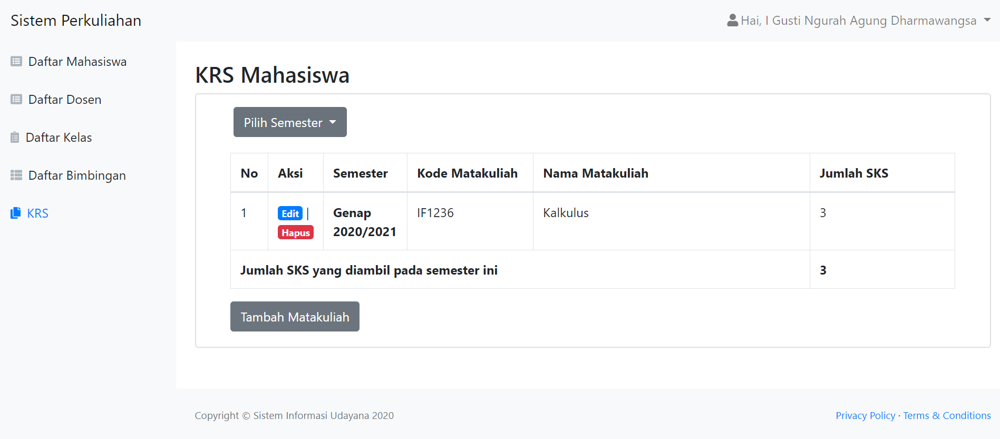 Sistem Perkuliahan
Hai, I Gusti Ngurah Agung Dharmawangsa
Daftar Mahasiswa
Daftar Dosen
Daftar Kelas
Daftar Bimbingan
KRS
KRS Mahasiswa
Pilih Semester
No Aksi Semester Kode Matakuliah Nama Matakuliah Jumlah SKS
1 Edit | Genap IF1236 Kalkulus 3
Hapus 2020/2021
Jumlah SKS yang diambil pada semester ini 3
Tambah Matakuliah
Copyright © Sistem Informasi Udayana 2020
Privacy Policy · Terms & Conditions